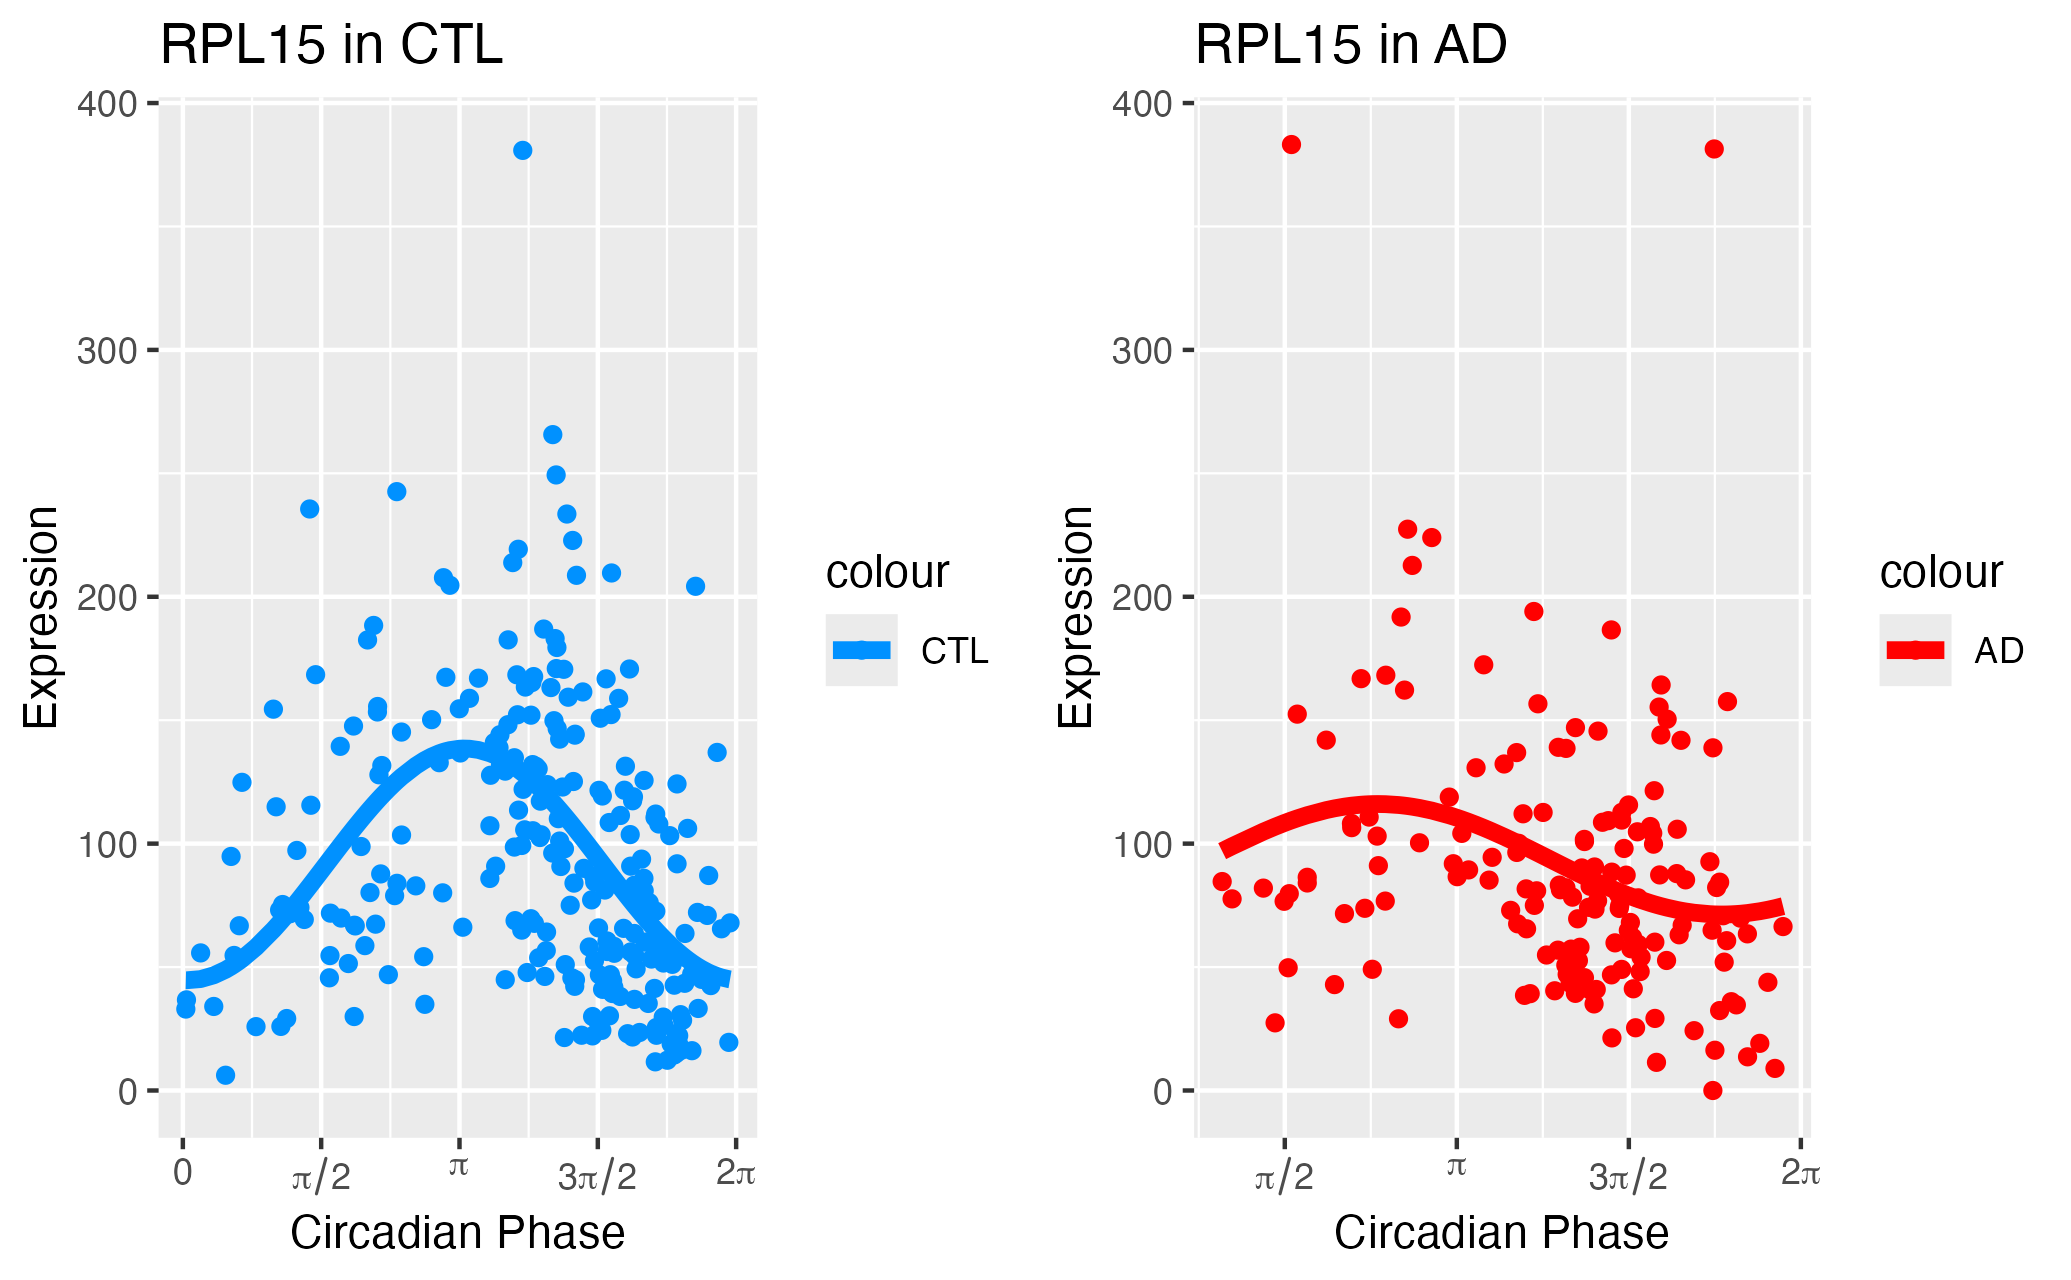 RPL15 in CTL
400
300
200
100
0
Expression
0 π/2 π 3π/2 2π
Circadian Phase
colour
CTL
RPL15 in AD
400
300
200
100
0
Expression
π/2 π 3π/2 2π
Circadian Phase
colour
AD